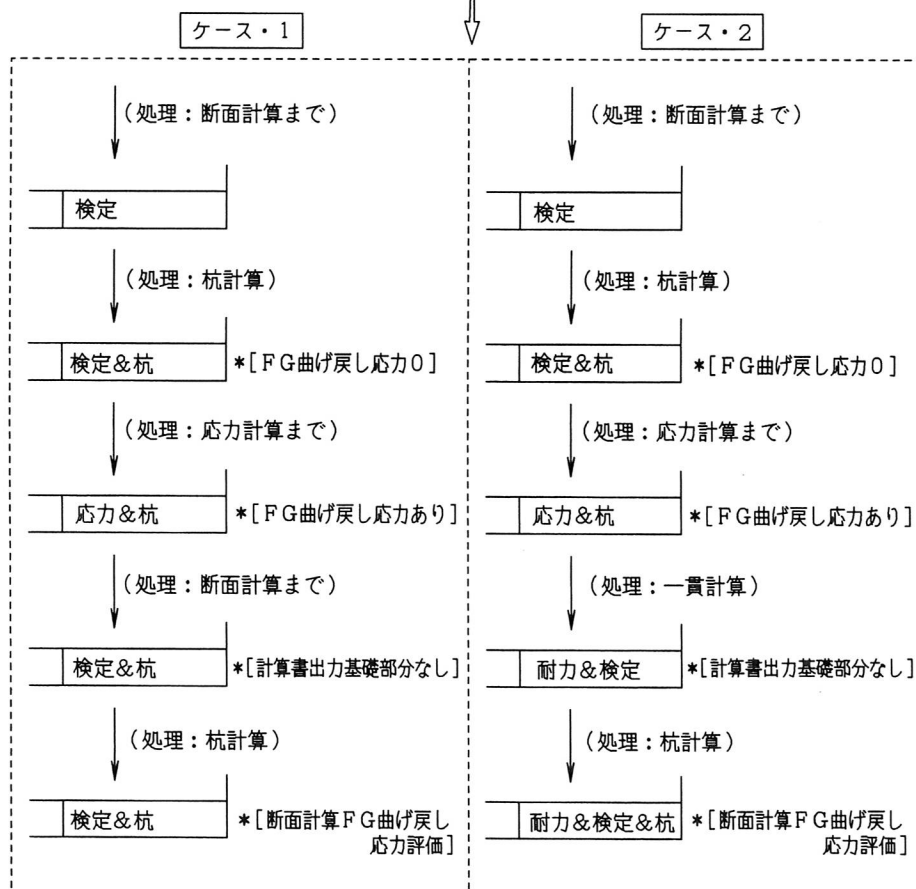 ケース・1
(処理:断面計算まで)
検定
(処理:杭計算)
検定&杭
*[FG曲げ戻し応力0]
(処理:応力計算まで)
応力&杭
*[FG曲げ戻し応力あり]
(処理:断面計算まで)
検定&杭
*[計算書出力基礎部分なし]
(処理:杭計算)
検定&杭
*[断面計算FG曲げ戻し
応力評価]
ケース・2
(処理:断面計算まで)
検定
(処理:杭計算)
検定&杭
*[FG曲げ戻し応力0]
(処理:応力計算まで)
応力&杭
*[FG曲げ戻し応力あり]
(処理:一貫計算)
耐力&検定
*[計算書出力基礎部分なし]
(処理:杭計算)
耐力&検定&杭
*[断面計算FG曲げ戻し
応力評価]